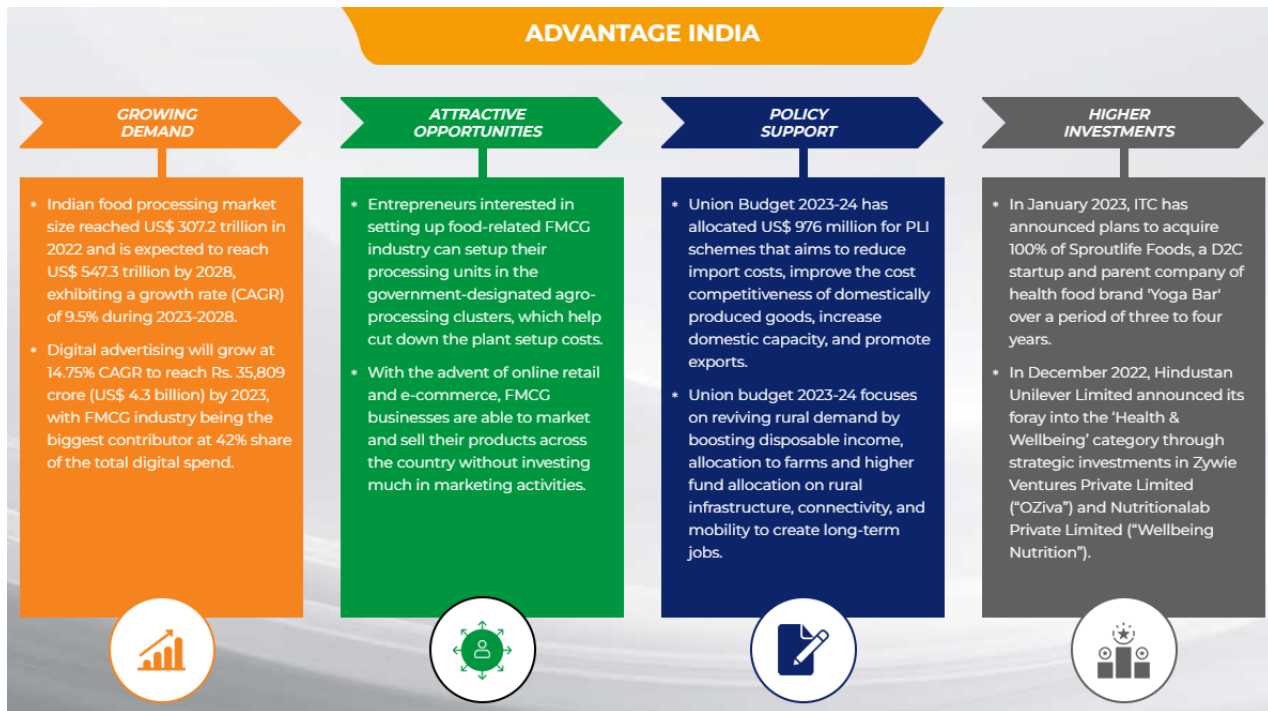 ADVANTAGE INDIA
GROWING
DEMAND
* Indian food processing market
size reached US$ 307.2 trillion in
2022 and is expected to reach
US$ 547.3 trillion by 2028,
exhibiting a growth rate (CAGR)
of 9.5% during 2023-2028.
* Digital advertising will grow at
14.75% CAGR to reach Rs. 35,809
crore (US$ 4.3 billion) by 2023,
with FMCG industry being the
biggest contributor at 42% share
of the total digital spend.
ATTRACTIVE
OPPORTUNITIES
* Entrepreneurs interested in
setting up food-related FMCG
industry can setup their
processing units in the
government-designated agro-
processing clusters, which help
cut down the plant setup costs.
* With the advent of online retail
and e-commerce, FMCG
businesses are able to market
and sell their products across
the country without investing
much in marketing activities.
POLICY
SUPPORT
* Union Budget 2023-24 has
allocated US$ 976 million for PLI
schemes that aims to reduce
import costs, improve the cost
competitiveness of domestically
produced goods, increase
domestic capacity, and promote
exports.
* Union budget 2023-24 focuses
on reviving rural demand by
boosting disposable income,
allocation to farms and higher
fund allocation on rural
infrastructure, connectivity, and
mobility to create long-term
jobs.
HIGHER
INVESTMENTS
* In January 2023, ITC has
announced plans to acquire
100% of Sproutlife Foods, a D2C
startup and parent company of
health food brand 'Yoga Bar'
over a period of three to four
years.
* In December 2022, Hindustan
Unilever Limited announced its
foray into the ‘Health &
Wellbeing’ category through
strategic investments in Zywie
Ventures Private Limited
(“OZiva”) and Nutritionalab
Private Limited (“Wellbeing
Nutrition”).